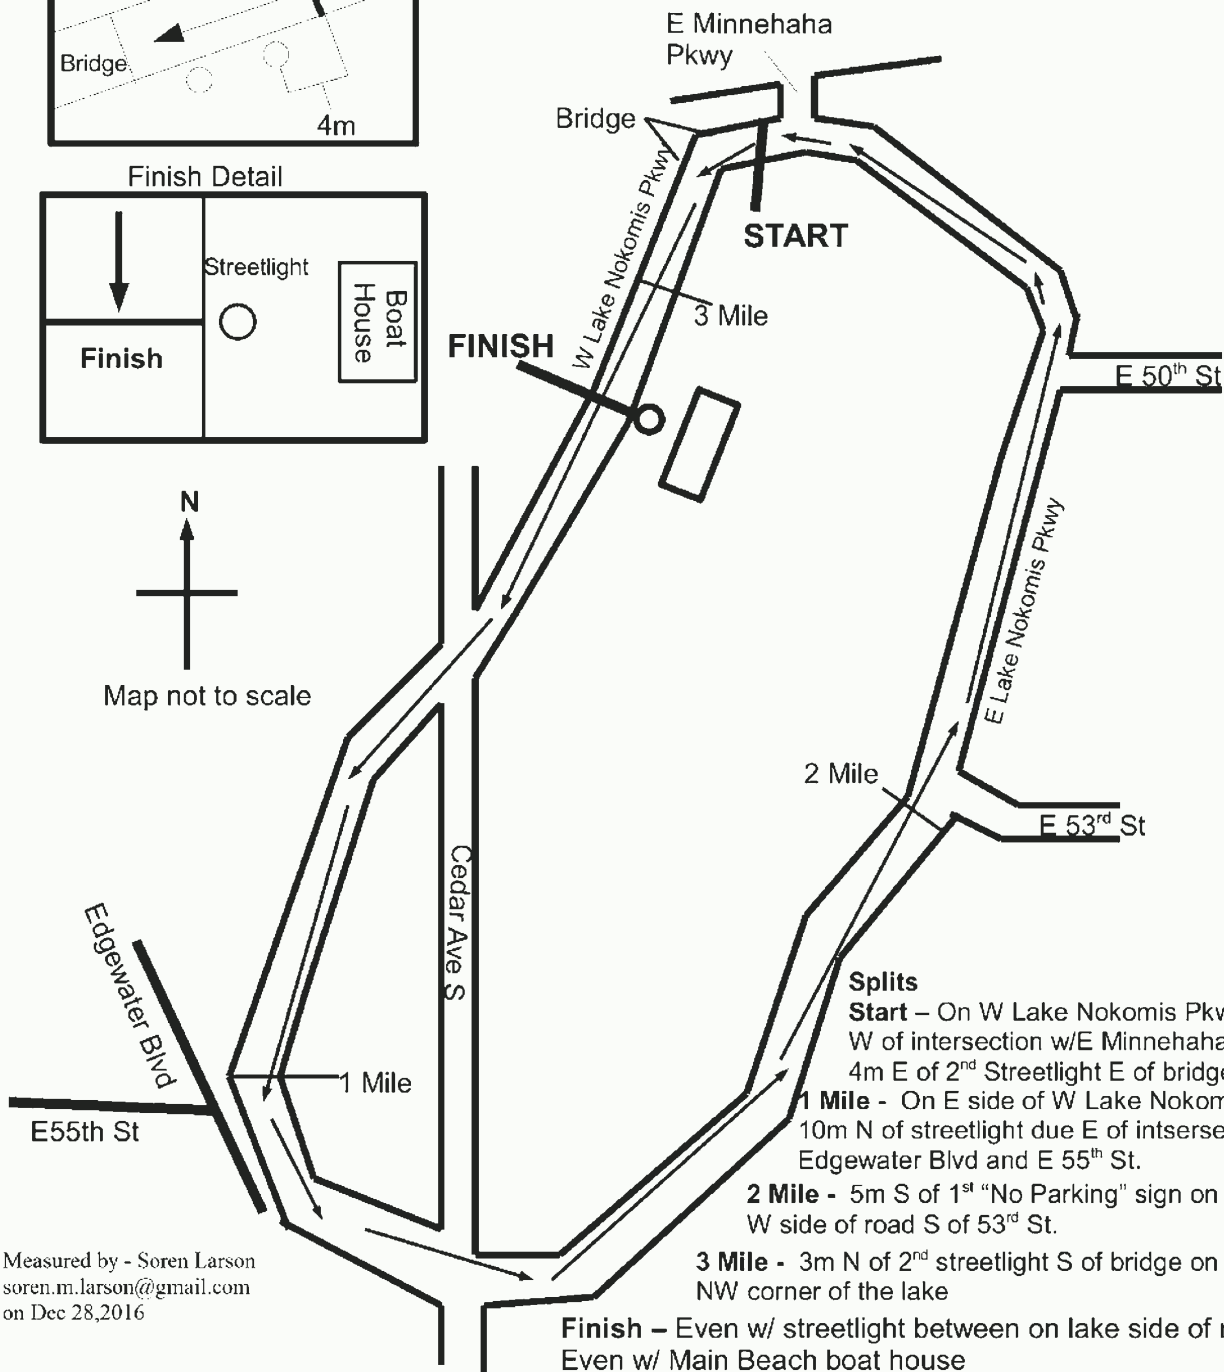 E Minnehaha
Pkwy
Bridge
4m
Bridge
W Lake Nokomis Pkwy
START
Finish Detail
Streetlight
Boat
House
Finish
3 Mile
FINISH
E 50th St
N
Map not to scale
E Lake Nokomis Pkwy
2 Mile
E 53rd St
Cedar Ave S
Edgewater Blvd
1 Mile
E55th St
Splits
Start – On W Lake Nokomis
W of intersection w/E Minnehaha
4m E of 2nd Streetlight E of bridge
1 Mile - On E side of W Lake
10m N of streetlight due E of
Edgewater Blvd and E 55th St.
2 Mile - 5m S of 1st “No Parking” sign on
W side of road S of 53rd St.
3 Mile - 3m N of 2nd streetlight S of bridge on
NW corner of the lake
Finish – Even w/ streetlight between on lake side of
Even w/ Main Beach boat house
Measured by - Soren Larson
soren.m.larson@gmail.com
on Dec 28,2016